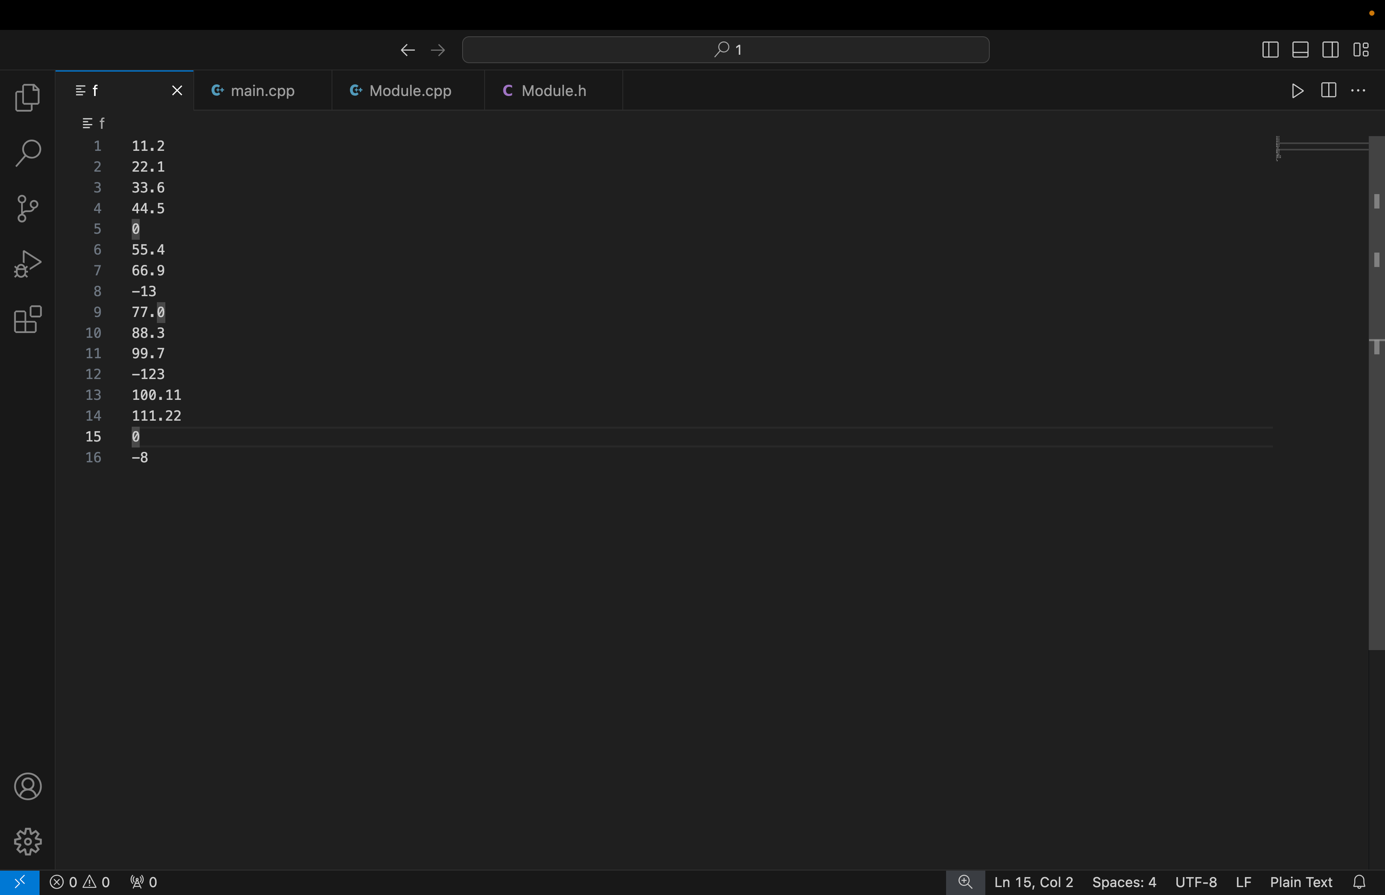 1
f
main.cpp
Module.cpp
C Module.h
f
1 11.2
2 22.1
3 33.6
4 44.5
5 0
6 55.4
7 66.9
8 -13
9 77.0
10 88.3
11 99.7
12 -123
13 100.11
14 111.22
15 0
16 -8
0 0 0 Ln 15, Col 2 Spaces: 4 UTF-8 LF Plain Text